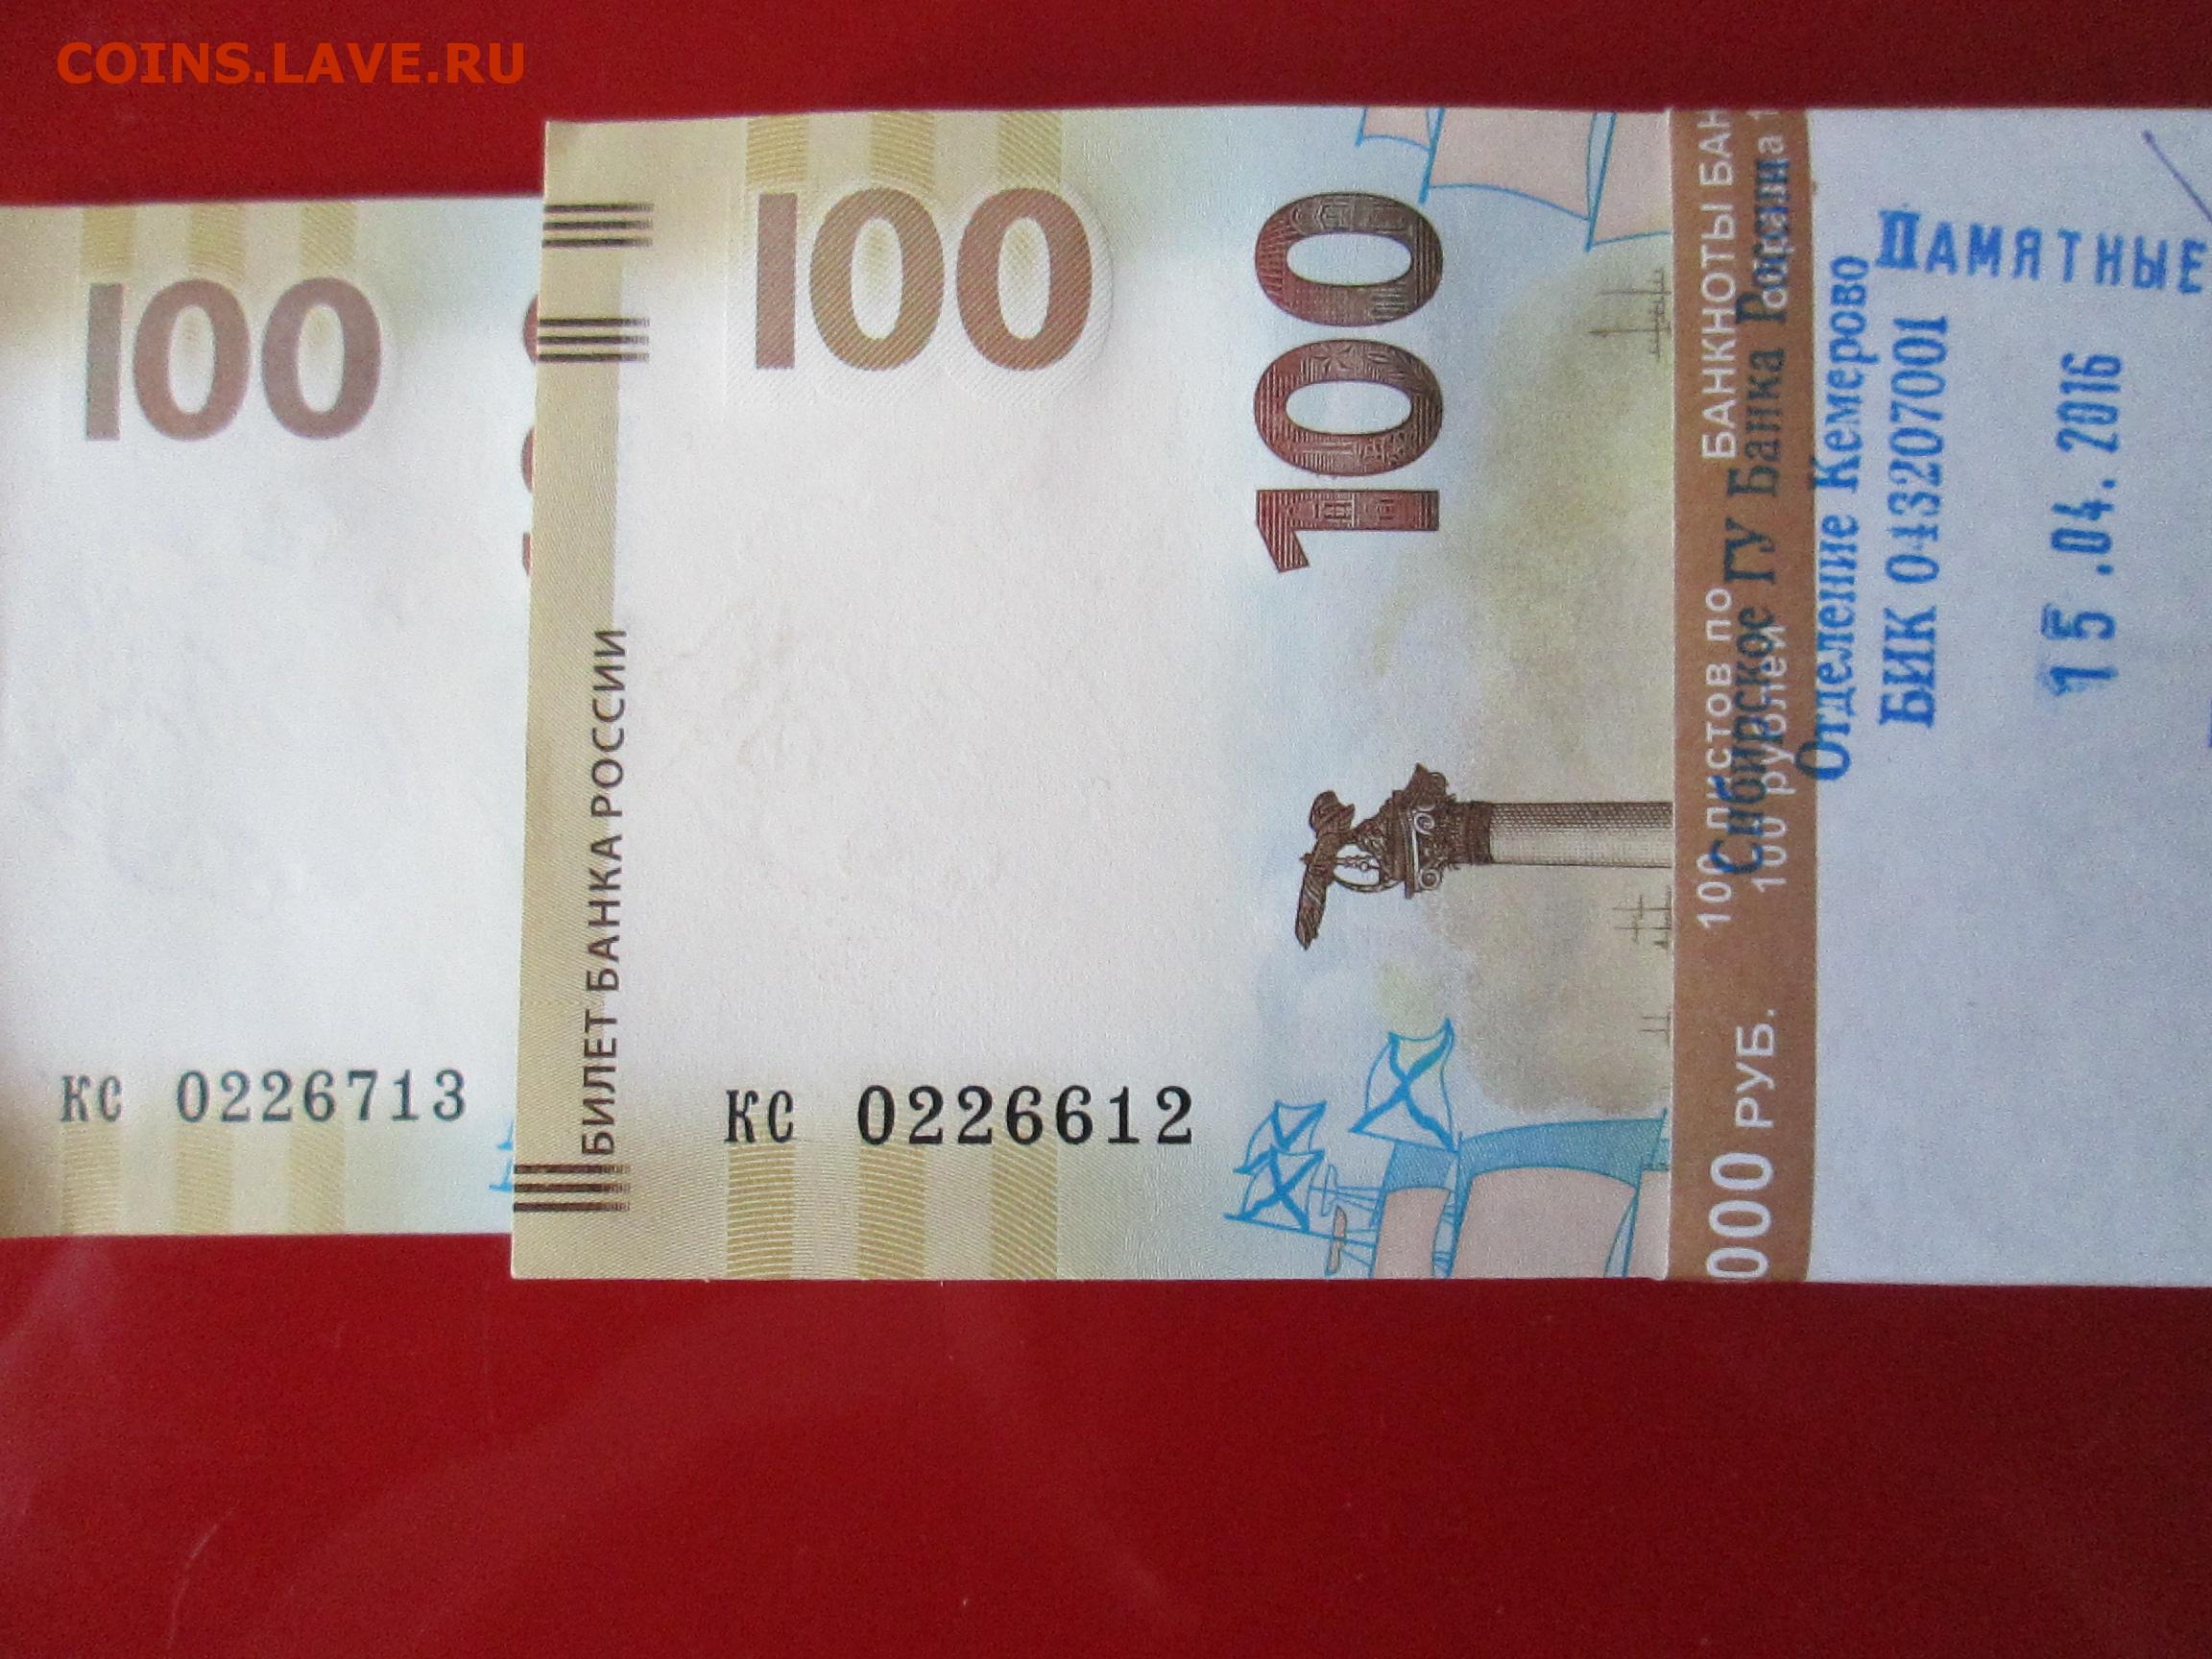 COINS.LAVE.RU
100
КС 0226713
БИЛЕТ БАНКА РОССИИ
100
100
КС 0226612
100 ЛИСТОВ ПО
100 рублей
БАНКНОТЫ БАН
000 РУБ.
Сибирское ГУ Банка России
Отделение Кемерово
БИК 043207001
ПАМЯТНЫЕ
15.04.2016